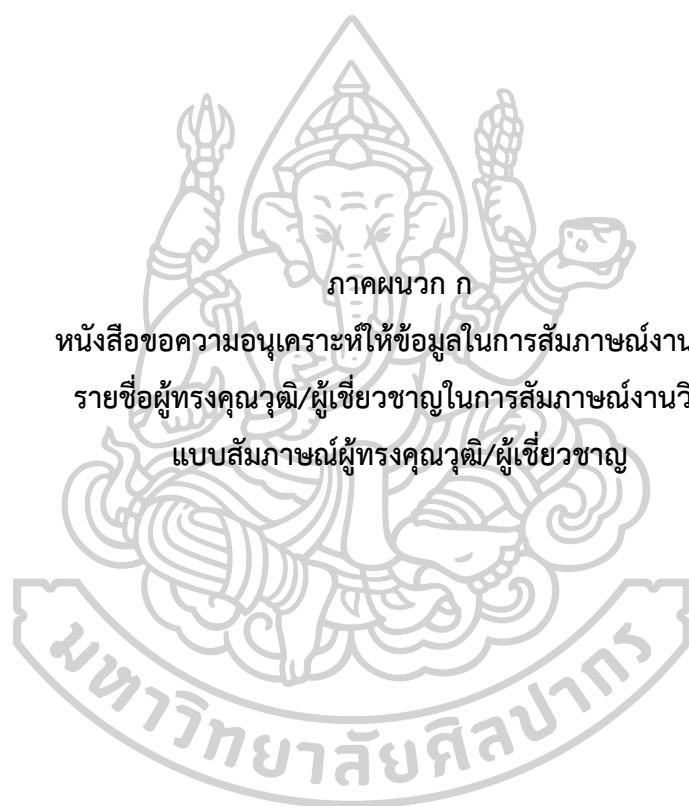 ภาคผนวก ก
หนังสือขอความอนุเคราะห์ให้ข้อมูลในการสัมภาษณ์งาน
รายชื่อผู้ทรงคุณวุฒิ/ผู้เชี่ยวชาญในการสัมภาษณ์งานวิ
แบบสัมภาษณ์ผู้ทรงคุณวุฒิ/ผู้เชี่ยวชาญ
มหาวิทยาลัยศิลปากร